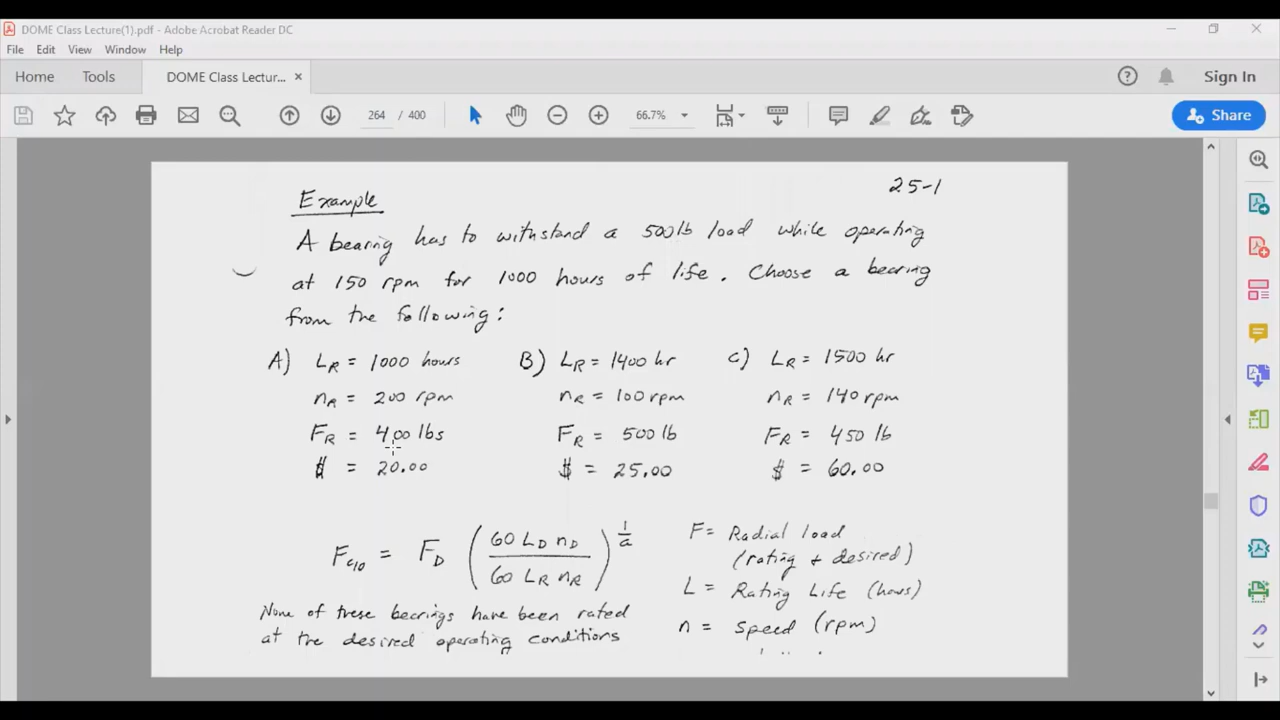 DOME Class Lecture(1).pdf - Adobe Acrobat Reader DC
File Edit View Window Help
Home Tools DOME Class Lectur... × Sign In
264 / 400 66.7% Share
Example 25-1
A bearing has to withstand a 500lb load while operating
at 150 rpm for 1000 hours of life. Choose a bearing
from the following:
A) LR = 1000 hours B) LR = 1400 hr C) LR = 1500 hr
nR = 200 rpm nR = 100 rpm nR = 140 rpm
FR = 400 lbs FR = 500 lb FR = 450 lb
$ = 20.00 $ = 25.00 $ = 60.00
FC10 = FD (60 LD nD / 60 LR nR)^1/a
F = Radial load
(rating + desired)
L = Rating Life (hours)
n = speed (rpm)
None of these bearings have been rated
at the desired operating conditions